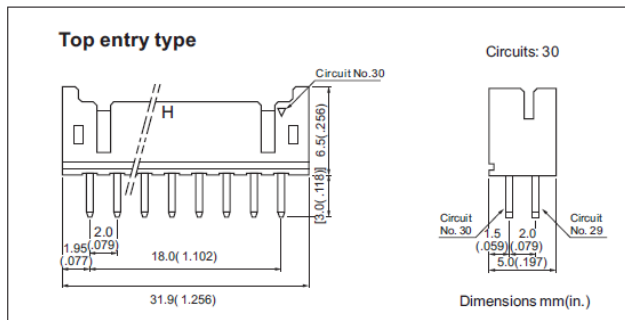 Top entry type
Circuits: 30
Circuit No.30
H
6.5(.256)
[3.0(.118)]
2.0
(.079)
1.95
(.077)
18.0( 1.102)
31.9( 1.256)
Circuit
No. 30
Circuit
No. 29
1.5
(.059)
2.0
(.079)
5.0(.197)
Dimensions mm(in.)